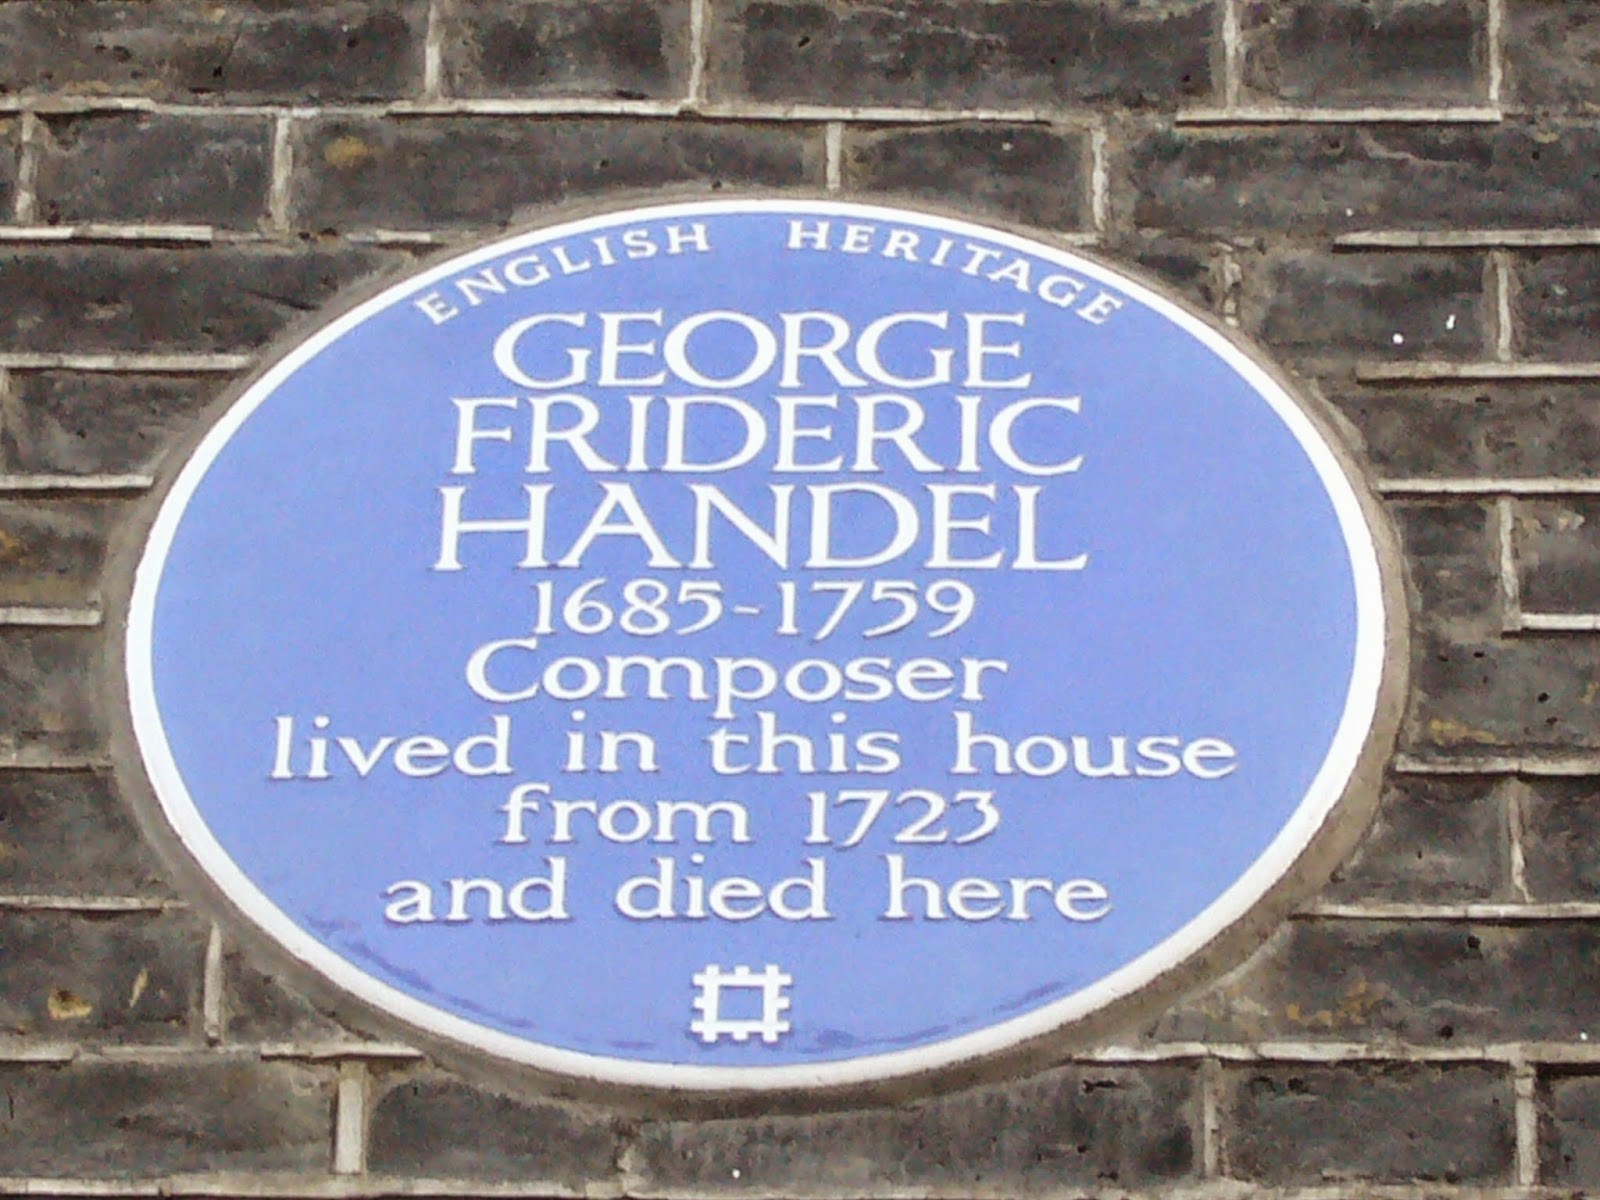 ENGLISH HERITAGE
GEORGE
FRIDERIC
HANDEL
1685-1759
Composer
lived in this house
from 1723
and died here